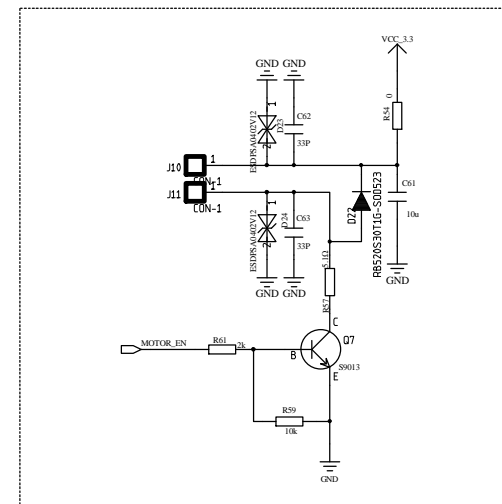 VCC_3.3
GND
GND
0
R54
1
D23
2
ESDPSA0402V12
C62
33P
J10
1
CON-1
J11
1
CON-1
C61
10u
GND
D22
RB520S30T1G-SOD523
1
D24
2
ESDPSA0402V12
C63
33P
GND
GND
5.1Ω
R57
C
Q7
B
S9013
E
MOTOR_EN
R61
2k
R59
10k
GND